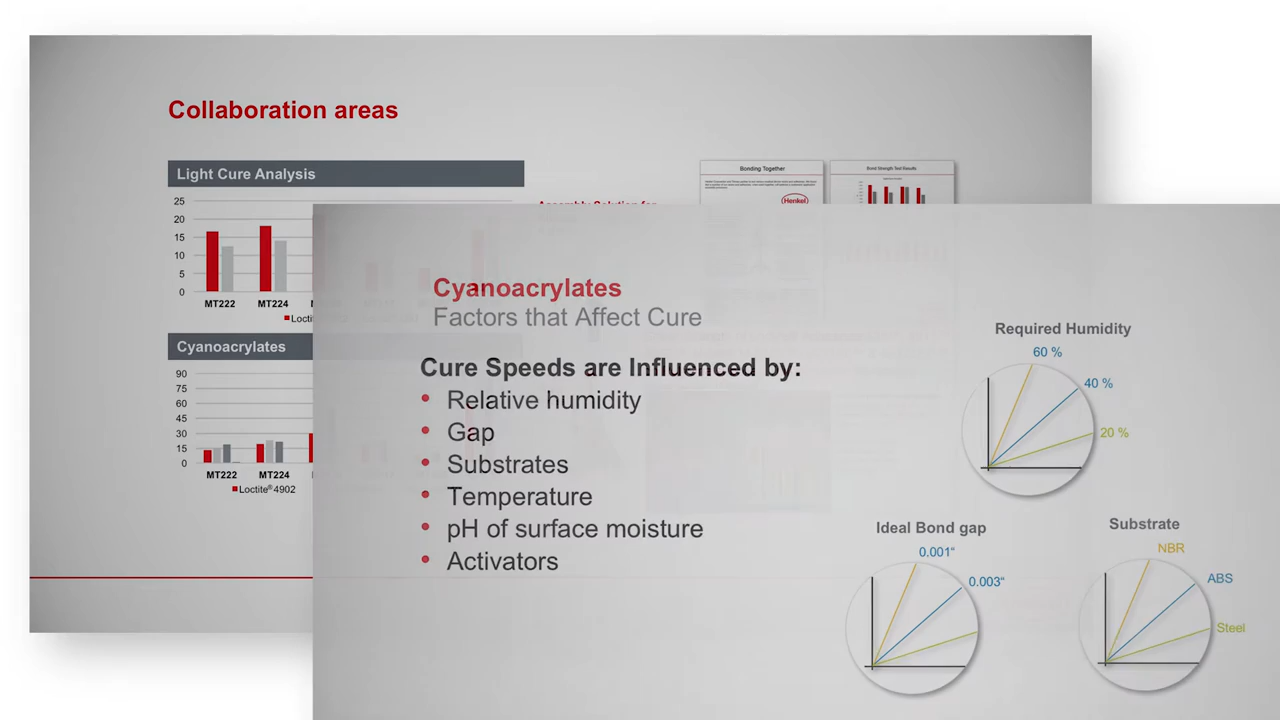 Collaboration areas
Light Cure Analysis
25
20
15
10
5
0
MT222
MT224
Cyanoacrylates
90
75
60
45
30
15
0
MT222
MT224
Loctite® 4902
Bonding Together
Henkel
Bond Strength Test Results
Cyanoacrylates
Factors that Affect Cure
Cure Speeds are Influenced by:
• Relative humidity
• Gap
• Substrates
• Temperature
• pH of surface moisture
• Activators
Required Humidity
60 %
40 %
20 %
Ideal Bond gap
0.001“
0.003“
Substrate
NBR
ABS
Steel